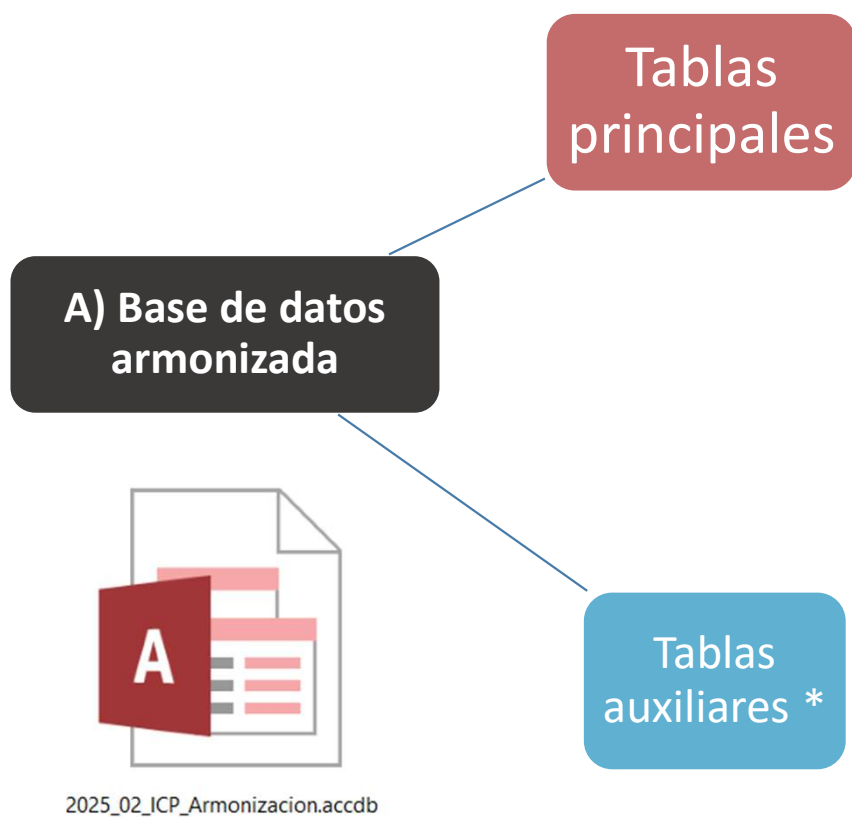 Tablas
principales
A) Base de datos
armonizada
A
2025_02_ICP_Armonizacion.accdb
Tablas
auxiliares *